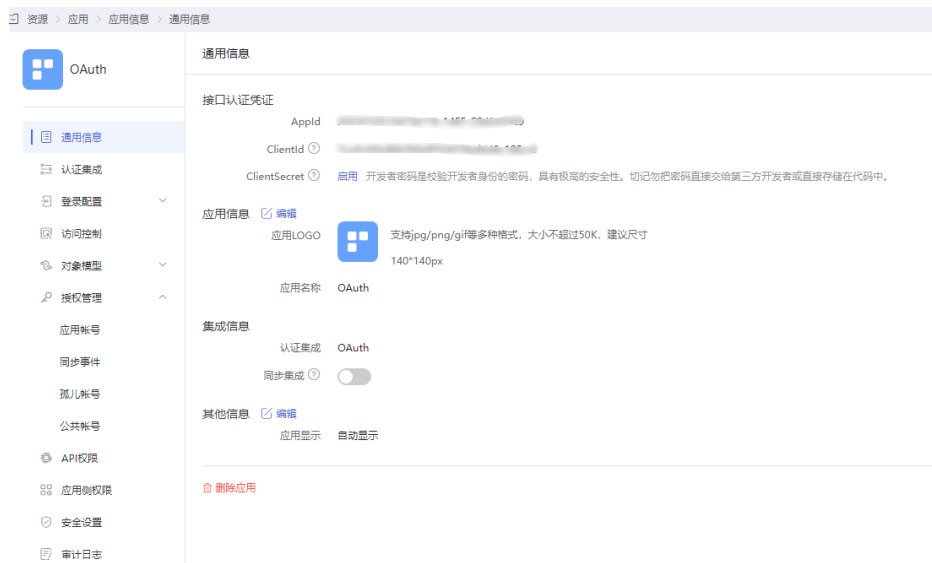 资源 > 应用 > 应用信息 > 通用信息
OAuth
通用信息
认证集成
登录配置
访问控制
对象模型
授权管理
应用帐号
同步事件
孤儿帐号
公共帐号
API权限
应用侧权限
安全设置
审计日志
通用信息
接口认证凭证
AppId
ClientId
ClientSecret 启用 开发者密码是校验开发者身份的密码，具有极高的安全性。切记勿把密码直接交给第三方开发者或直接存储在代码中。
应用信息 编辑
应用LOGO 支持jpg/png/gif等多种格式，大小不超过50K，建议尺寸
140*140px
应用名称 OAuth
集成信息
认证集成 OAuth
同步集成
其他信息 编辑
应用显示 自动显示
删除应用